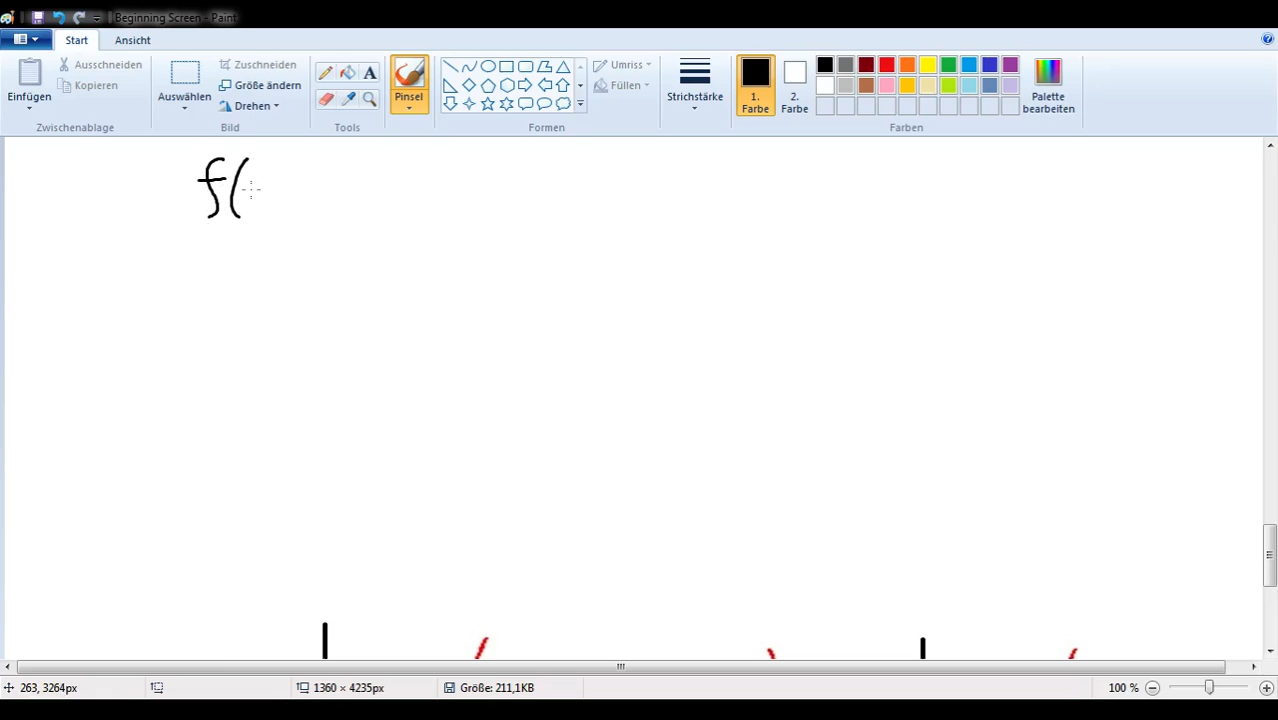 Beginning Screen - Paint
Start Ansicht
Einfügen
Ausschneiden
Kopieren
Zwischenablage
Auswählen
Zuschneiden
Größe ändern
Drehen
Bild
A
Tools
Pinsel
Umriss
Füllen
Formen
Strichstärke
1.
Farbe
2.
Farbe
Palette
bearbeiten
Farben
f(
263, 3264px 1360 × 4235px Größe: 211,1KB 100 %